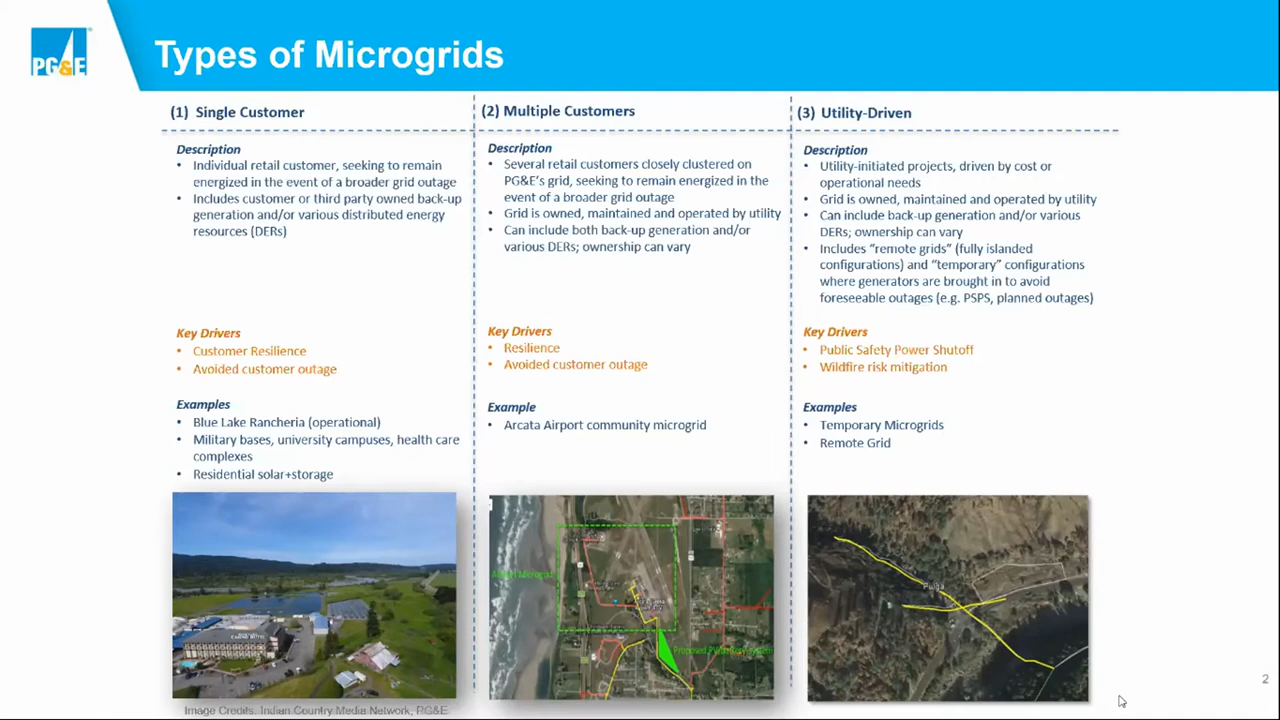 PG&E
Types of Microgrids
(1) Single Customer
Description
• Individual retail customer, seeking to remain
energized in the event of a broader grid outage
• Includes customer or third party owned back-up
generation and/or various distributed energy
resources (DERs)
Key Drivers
• Customer Resilience
• Avoided customer outage
Examples
• Blue Lake Rancheria (operational)
• Military bases, university campuses, health care
complexes
• Residential solar+storage
Image Credits. Indian Country Media Network, PG&E.
(2) Multiple Customers
Description
• Several retail customers closely clustered on
PG&E's grid, seeking to remain energized in the
event of a broader grid outage
• Grid is owned, maintained and operated by utility
• Can include both back-up generation and/or
various DERs; ownership can vary
Key Drivers
• Resilience
• Avoided customer outage
Example
• Arcata Airport community microgrid
Airport Microgrid
Proposed PV/battery system
(3) Utility-Driven
Description
• Utility-initiated projects, driven by cost or
operational needs
• Grid is owned, maintained and operated by utility
• Can include back-up generation and/or various
DERs; ownership can vary
• Includes "remote grids" (fully islanded
configurations) and "temporary" configurations
where generators are brought in to avoid
foreseeable outages (e.g. PSPS, planned outages)
Key Drivers
• Public Safety Power Shutoff
• Wildfire risk mitigation
Examples
• Temporary Microgrids
• Remote Grid
Pulga
2